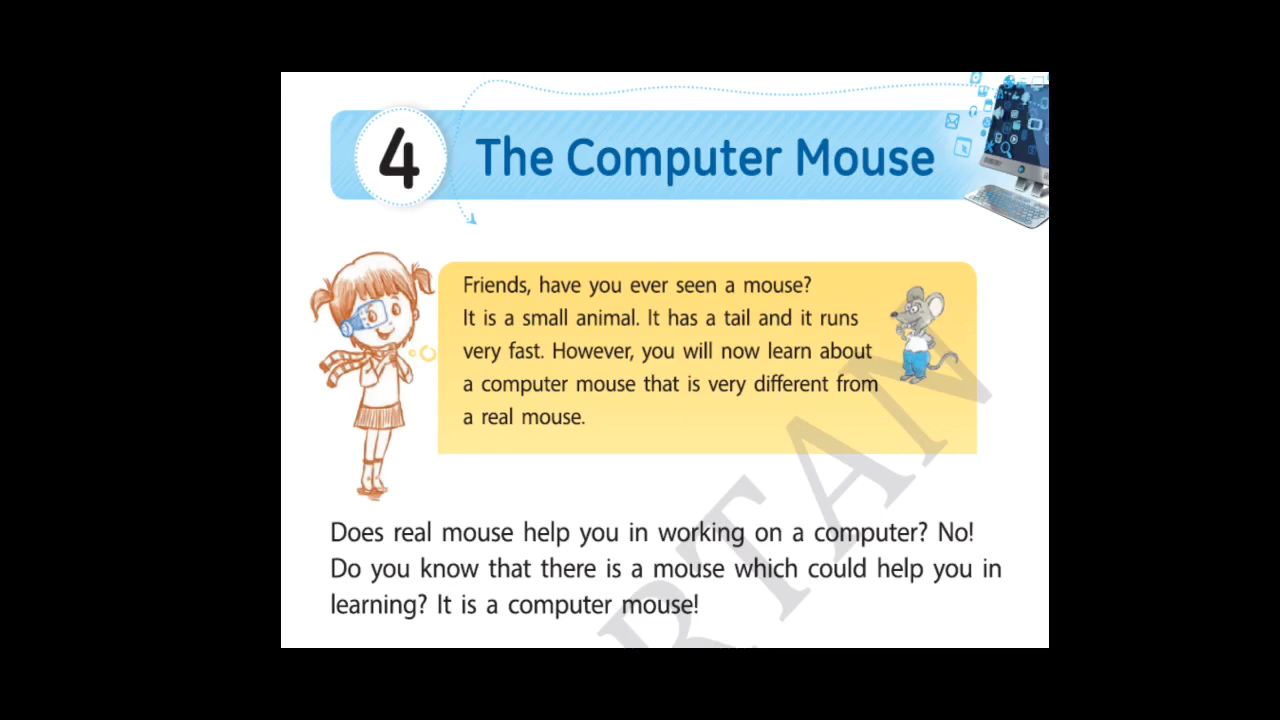 4
The Computer Mouse
Friends, have you ever seen a mouse?
It is a small animal. It has a tail and it runs
very fast. However, you will now learn about
a computer mouse that is very different from
a real mouse.
Does real mouse help you in working on a computer? No!
Do you know that there is a mouse which could help you in
learning? It is a computer mouse!